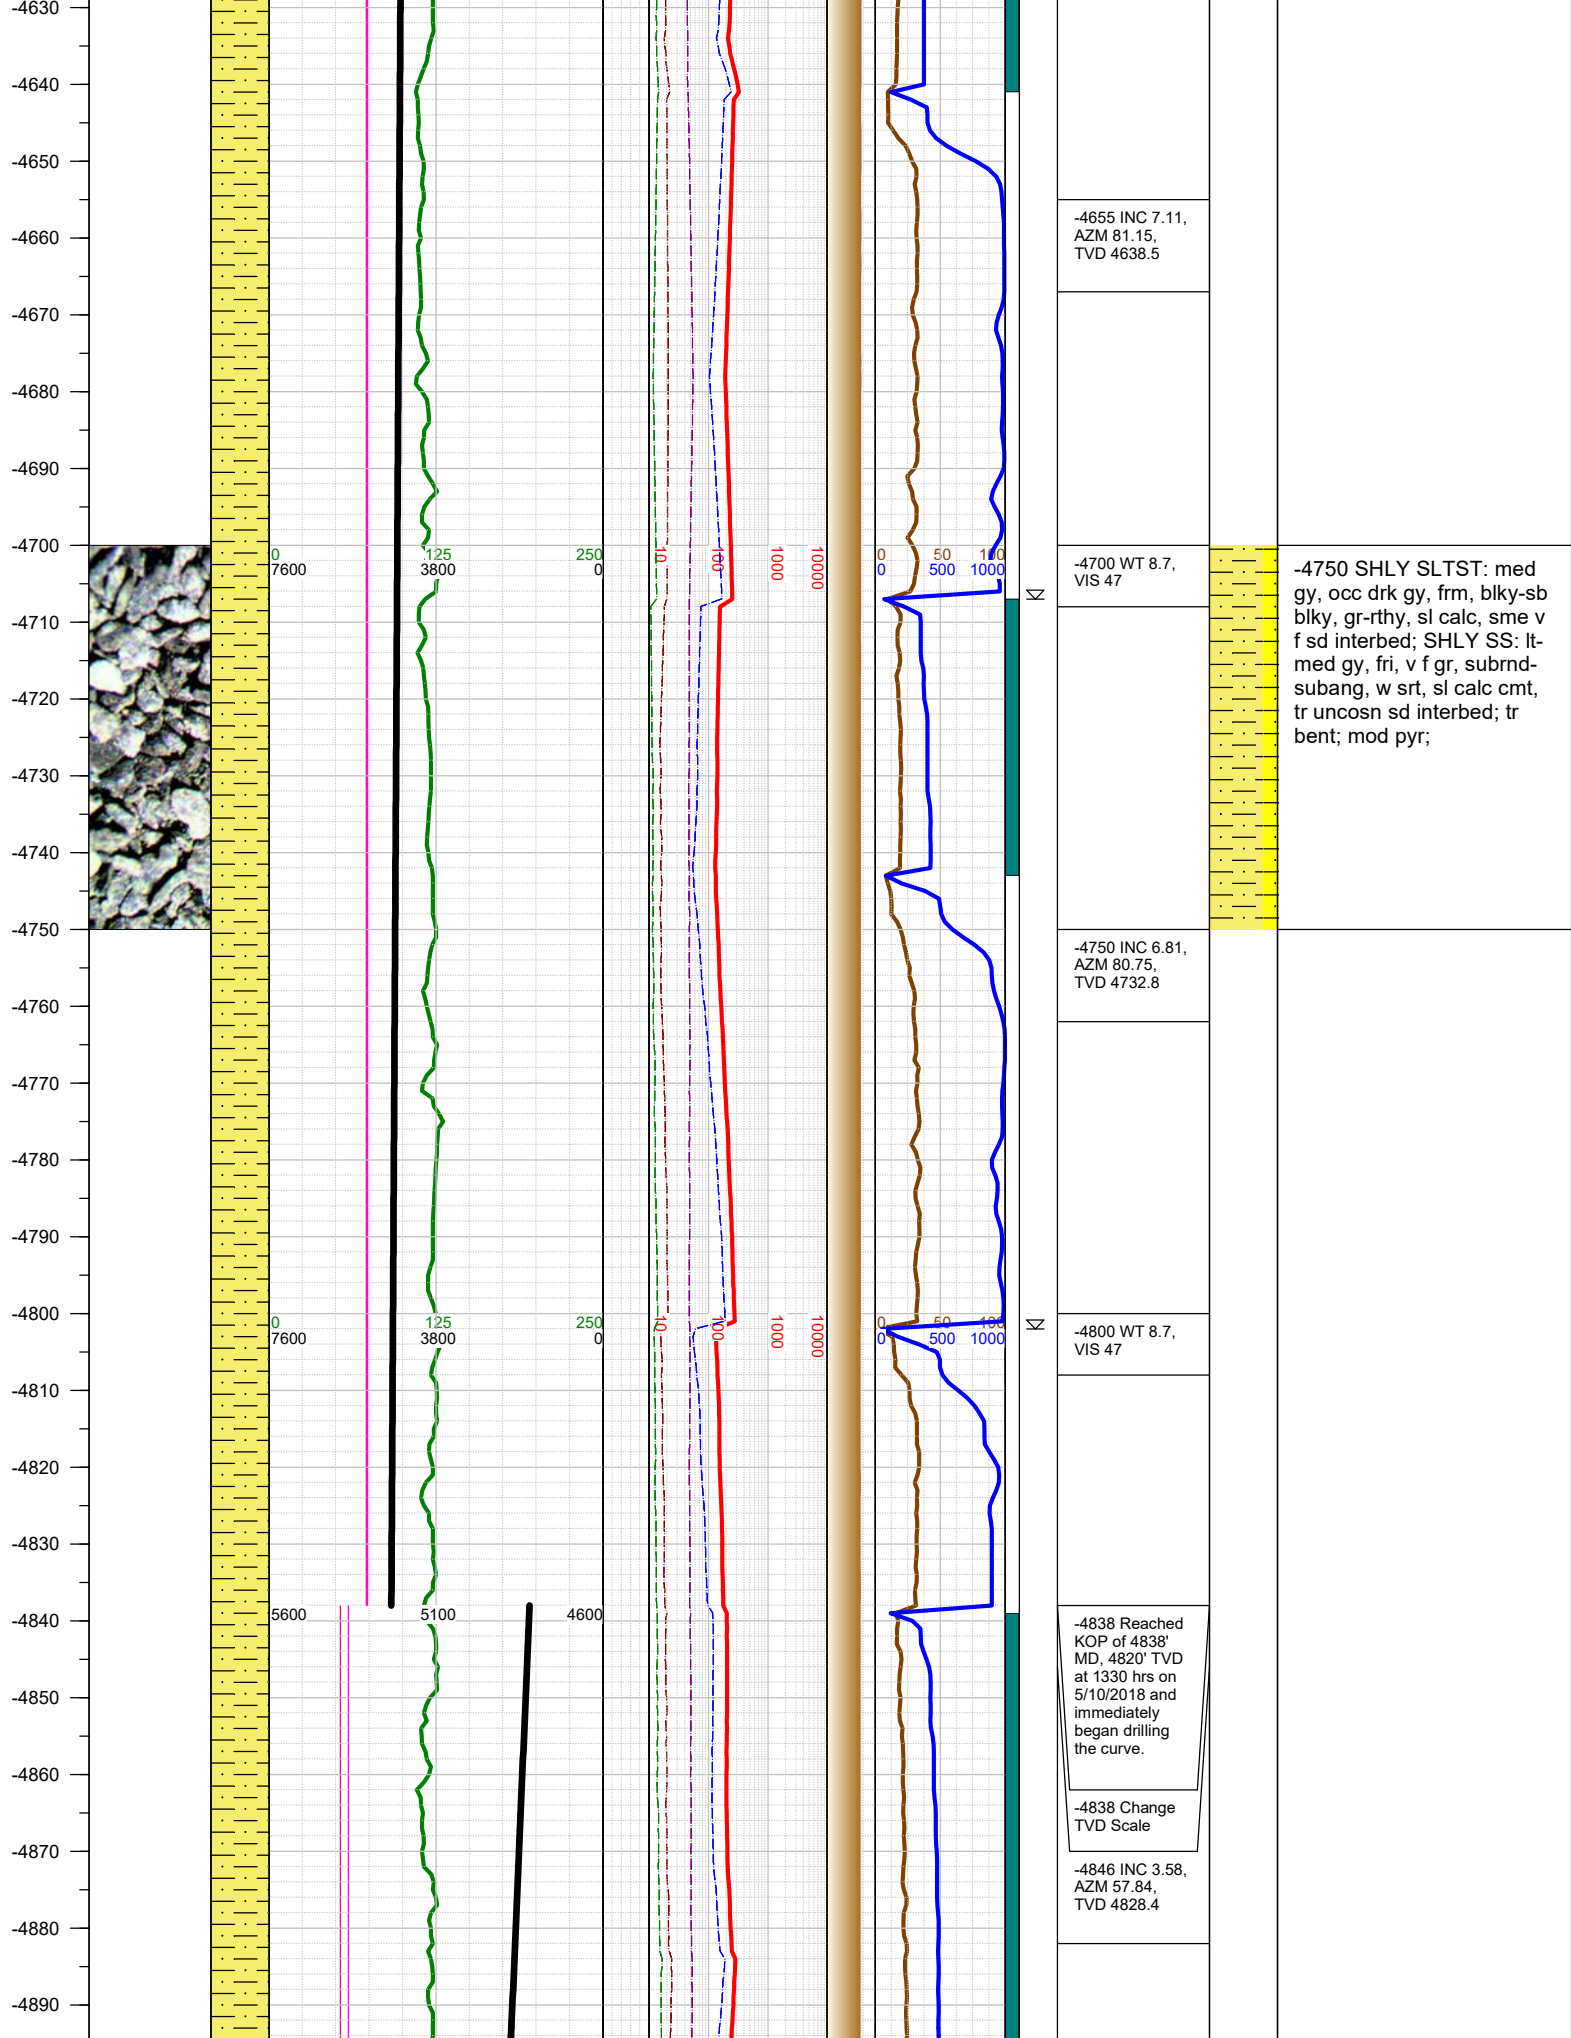 -4630
-4640
-4650
-4655 INC 7.11,
AZM 81.15,
TVD 4638.5
-4660
-4670
-4680
-4690
-4700
0 125 250
7600 3800 0
10 100 1000 10000
0 50 100
0 500 1000
-4700 WT 8.7,
VIS 47
-4750 SHLY SLTST: med
gy, occ drk gy, frm, blky-sb
blky, gr-rthy, sl calc, sme v
f sd interbed; SHLY SS: lt-
med gy, fri, v f gr, subrnd-
subang, w srt, sl calc cmt,
tr uncosn sd interbed; tr
bent; mod pyr;
-4710
-4720
-4730
-4740
-4750
-4750 INC 6.81,
AZM 80.75,
TVD 4732.8
-4760
-4770
-4780
-4790
-4800
0 125 250
7600 3800 0
10 100 1000 10000
0 50 100
0 500 1000
-4800 WT 8.7,
VIS 47
-4810
-4820
-4830
-4840
5600 5100 4600
-4838 Reached
KOP of 4838'
MD, 4820' TVD
at 1330 hrs on
5/10/2018 and
immediately
began drilling
the curve.
-4838 Change
TVD Scale
-4846 INC 3.58,
AZM 57.84,
TVD 4828.4
-4850
-4860
-4870
-4880
-4890